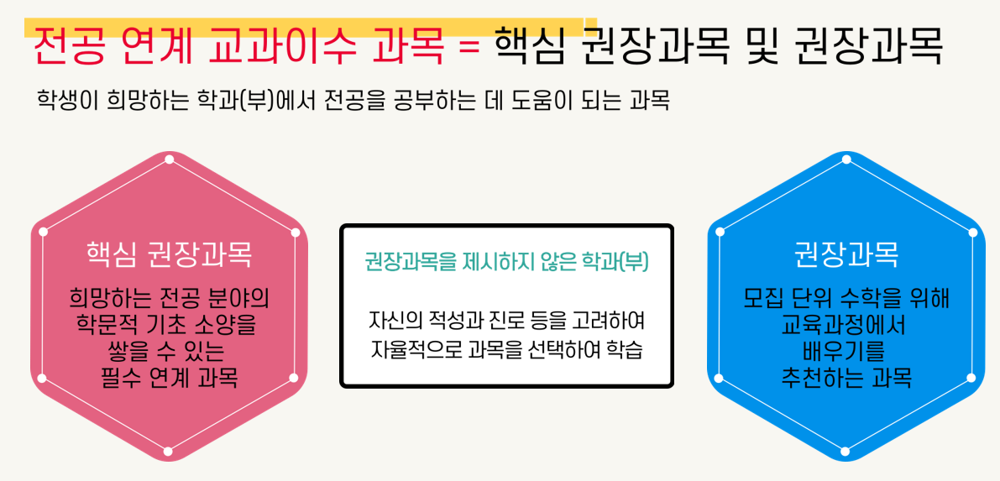 전공 연계 교과이수 과목 = 핵심 권장과목 및 권장과목
학생이 희망하는 학과(부)에서 전공을 공부하는 데 도움이 되는 과목
핵심 권장과목
희망하는 전공 분야의
학문적 기초 소양을
쌓을 수 있는
필수 연계 과목
권장과목을 제시하지 않은 학과(부)
자신의 적성과 진로 등을 고려하여
자율적으로 과목을 선택하여 학습
권장과목
모집 단위 수학을 위해
교육과정에서
배우기를
추천하는 과목